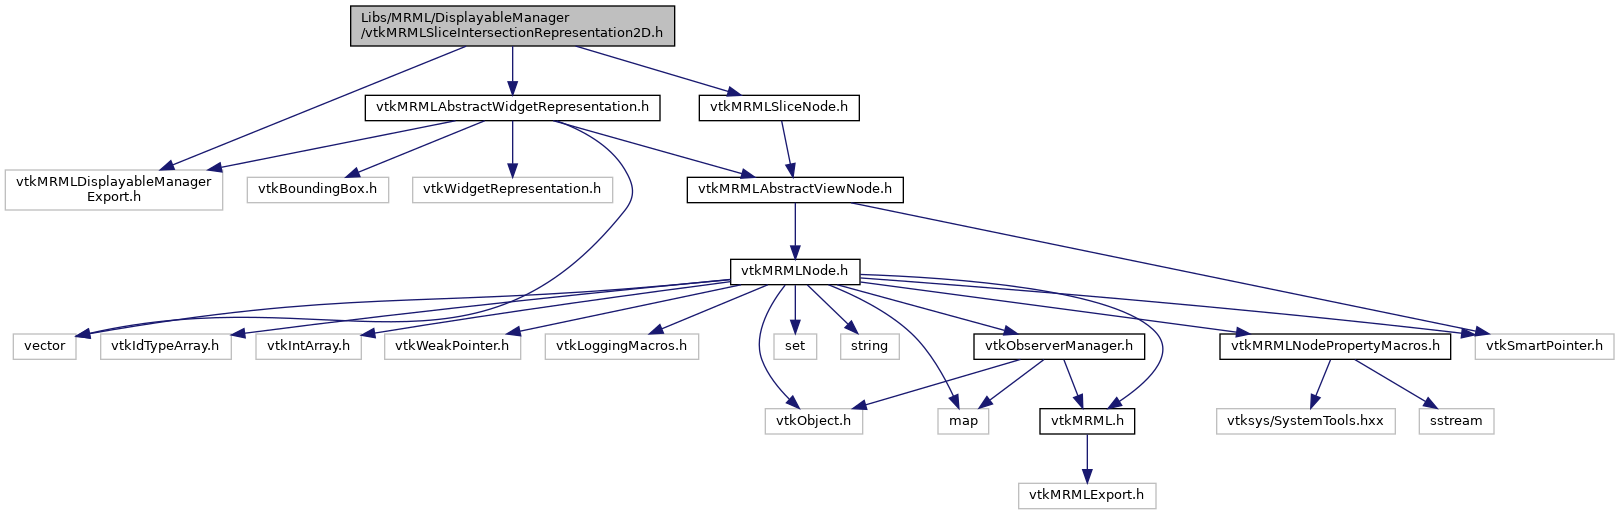 Libs/MRML/DisplayableManager
/vtkMRMLSliceIntersectionRepresentation2D.h
vtkMRMLAbstractWidgetRepresentation.h
vtkMRMLSliceNode.h
vtkMRMLDisplayableManager
Export.h
vtkBoundingBox.h
vtkWidgetRepresentation.h
vtkMRMLAbstractViewNode.h
vtkMRMLNode.h
vector
vtkIdTypeArray.h
vtkIntArray.h
vtkWeakPointer.h
vtkLoggingMacros.h
set
string
vtkObserverManager.h
vtkMRMLNodePropertyMacros.h
vtkSmartPointer.h
vtkObject.h
map
vtkMRML.h
vtksys/SystemTools.hxx
sstream
vtkMRMLExport.h